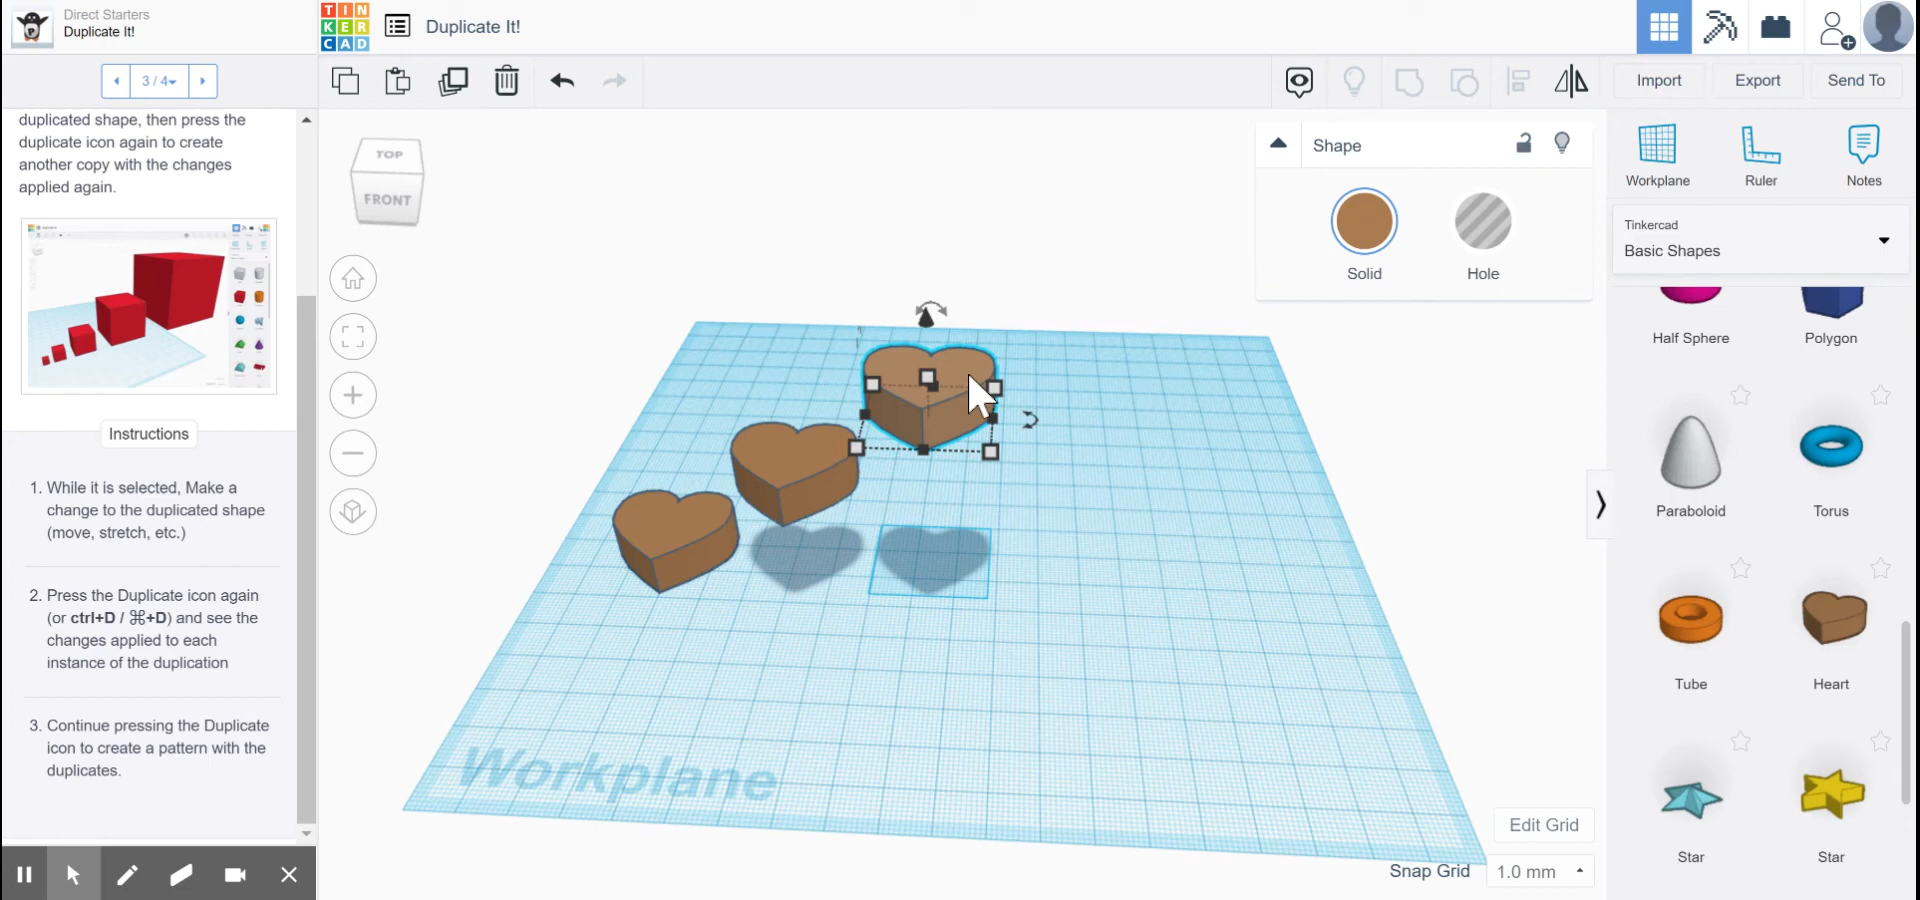 Direct Starters
Duplicate It!
TIN
KER
CAD
Duplicate It!
3 / 4
Import
Export
Send To
duplicated shape, then press the
duplicate icon again to create
another copy with the changes
applied again.
Instructions
1. While it is selected, Make a
change to the duplicated shape
(move, stretch, etc.)
2. Press the Duplicate icon again
(or ctrl+D / ⌘+D) and see the
changes applied to each
instance of the duplication
3. Continue pressing the Duplicate
icon to create a pattern with the
duplicates.
TOP
FRONT
Workplane
Shape
Solid
Hole
Edit Grid
Snap Grid
1.0 mm
Workplane
Ruler
Notes
Tinkercad
Basic Shapes
Half Sphere
Polygon
Paraboloid
Torus
Tube
Heart
Star
Star